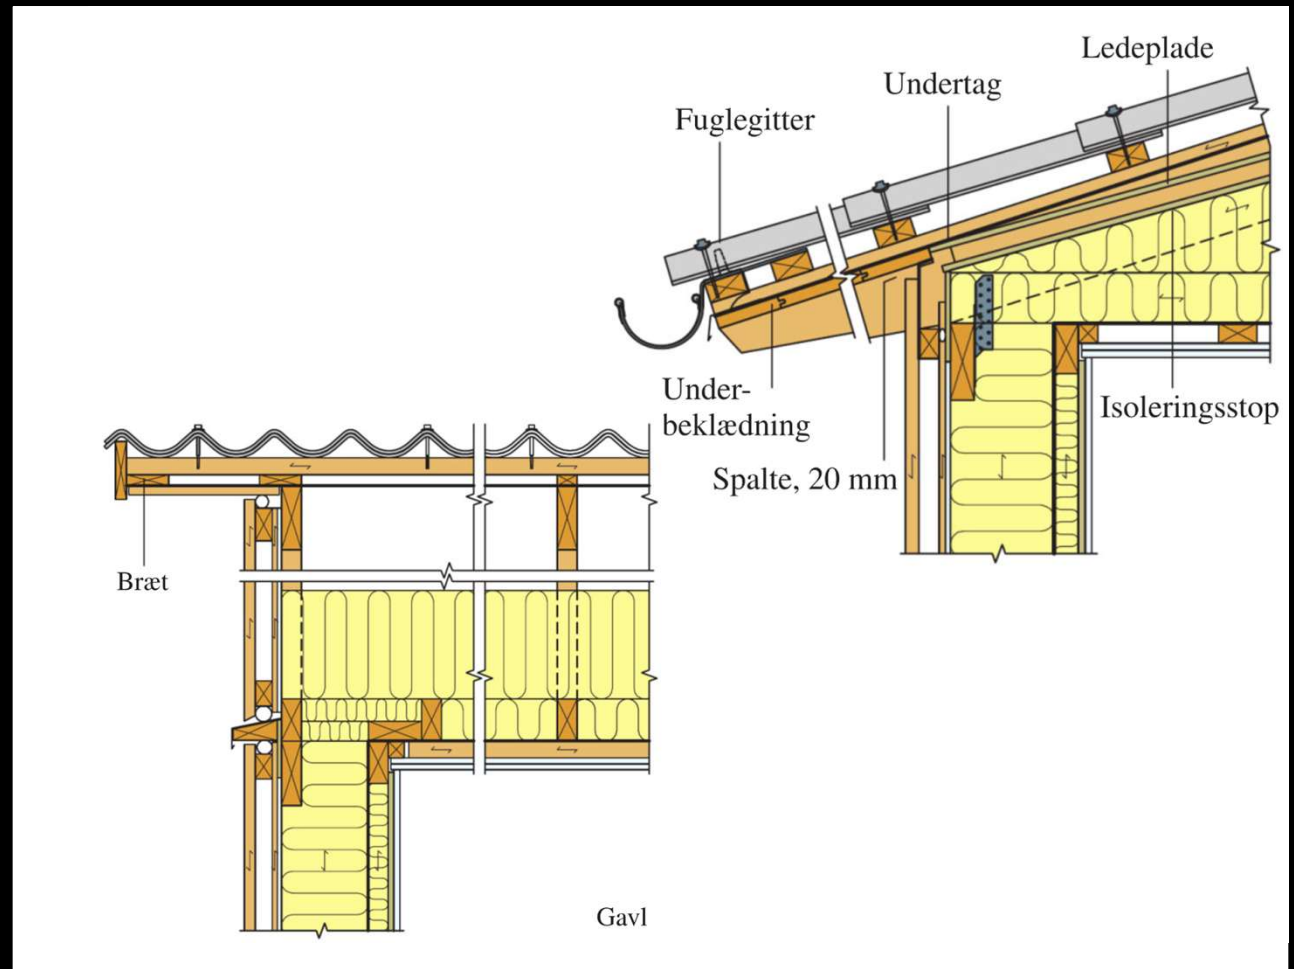 Ledeplade
Undertag
Fuglegitter
Under-
beklædning
Isoleringsstop
Spalte, 20 mm
Bræt
Gavl